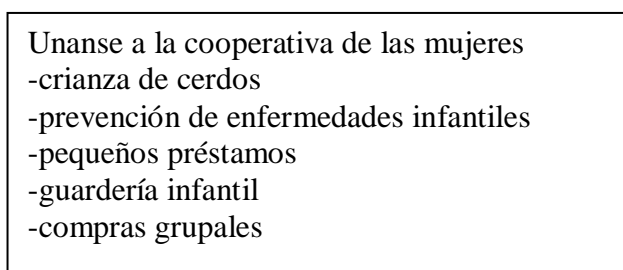 Unanse a la cooperativa de las mujeres
-crianza de cerdos
-prevención de enfermedades infantiles
-pequeños préstamos
-guardería infantil
-compras grupales